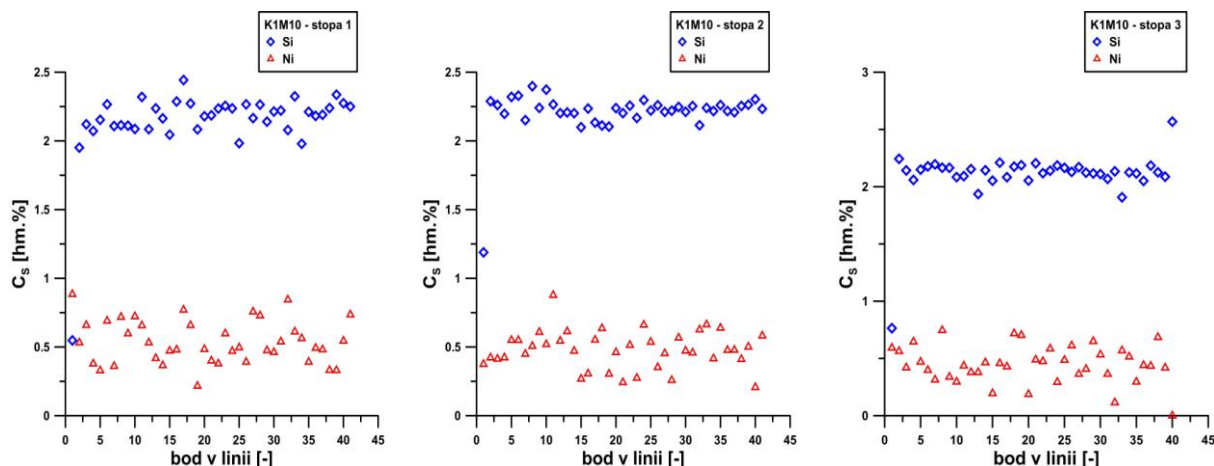 K1M10 - stopa 1
Si
Ni
2.5
2
1.5
1
0.5
0
C_S [hm.%]
0 5 10 15 20 25 30 35 40 45
bod v linii [-]
K1M10 - stopa 2
Si
Ni
2.5
2
1.5
1
0.5
0
C_S [hm.%]
0 5 10 15 20 25 30 35 40 45
bod v linii [-]
K1M10 - stopa 3
Si
Ni
3
2
1
0
C_S [hm.%]
0 5 10 15 20 25 30 35 40 45
bod v linii [-]